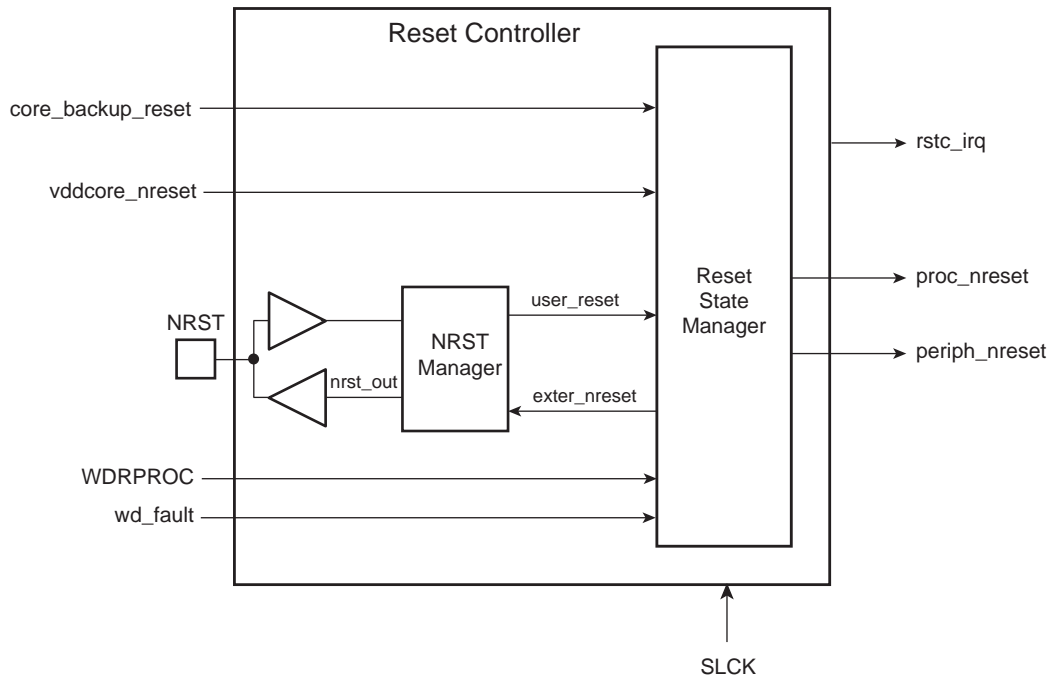 Reset Controller
core_backup_reset
rstc_irq
vddcore_nreset
Reset
State
Manager
proc_nreset
user_reset
NRST
NRST
Manager
periph_nreset
nrst_out
exter_nreset
WDRPROC
wd_fault
SLCK